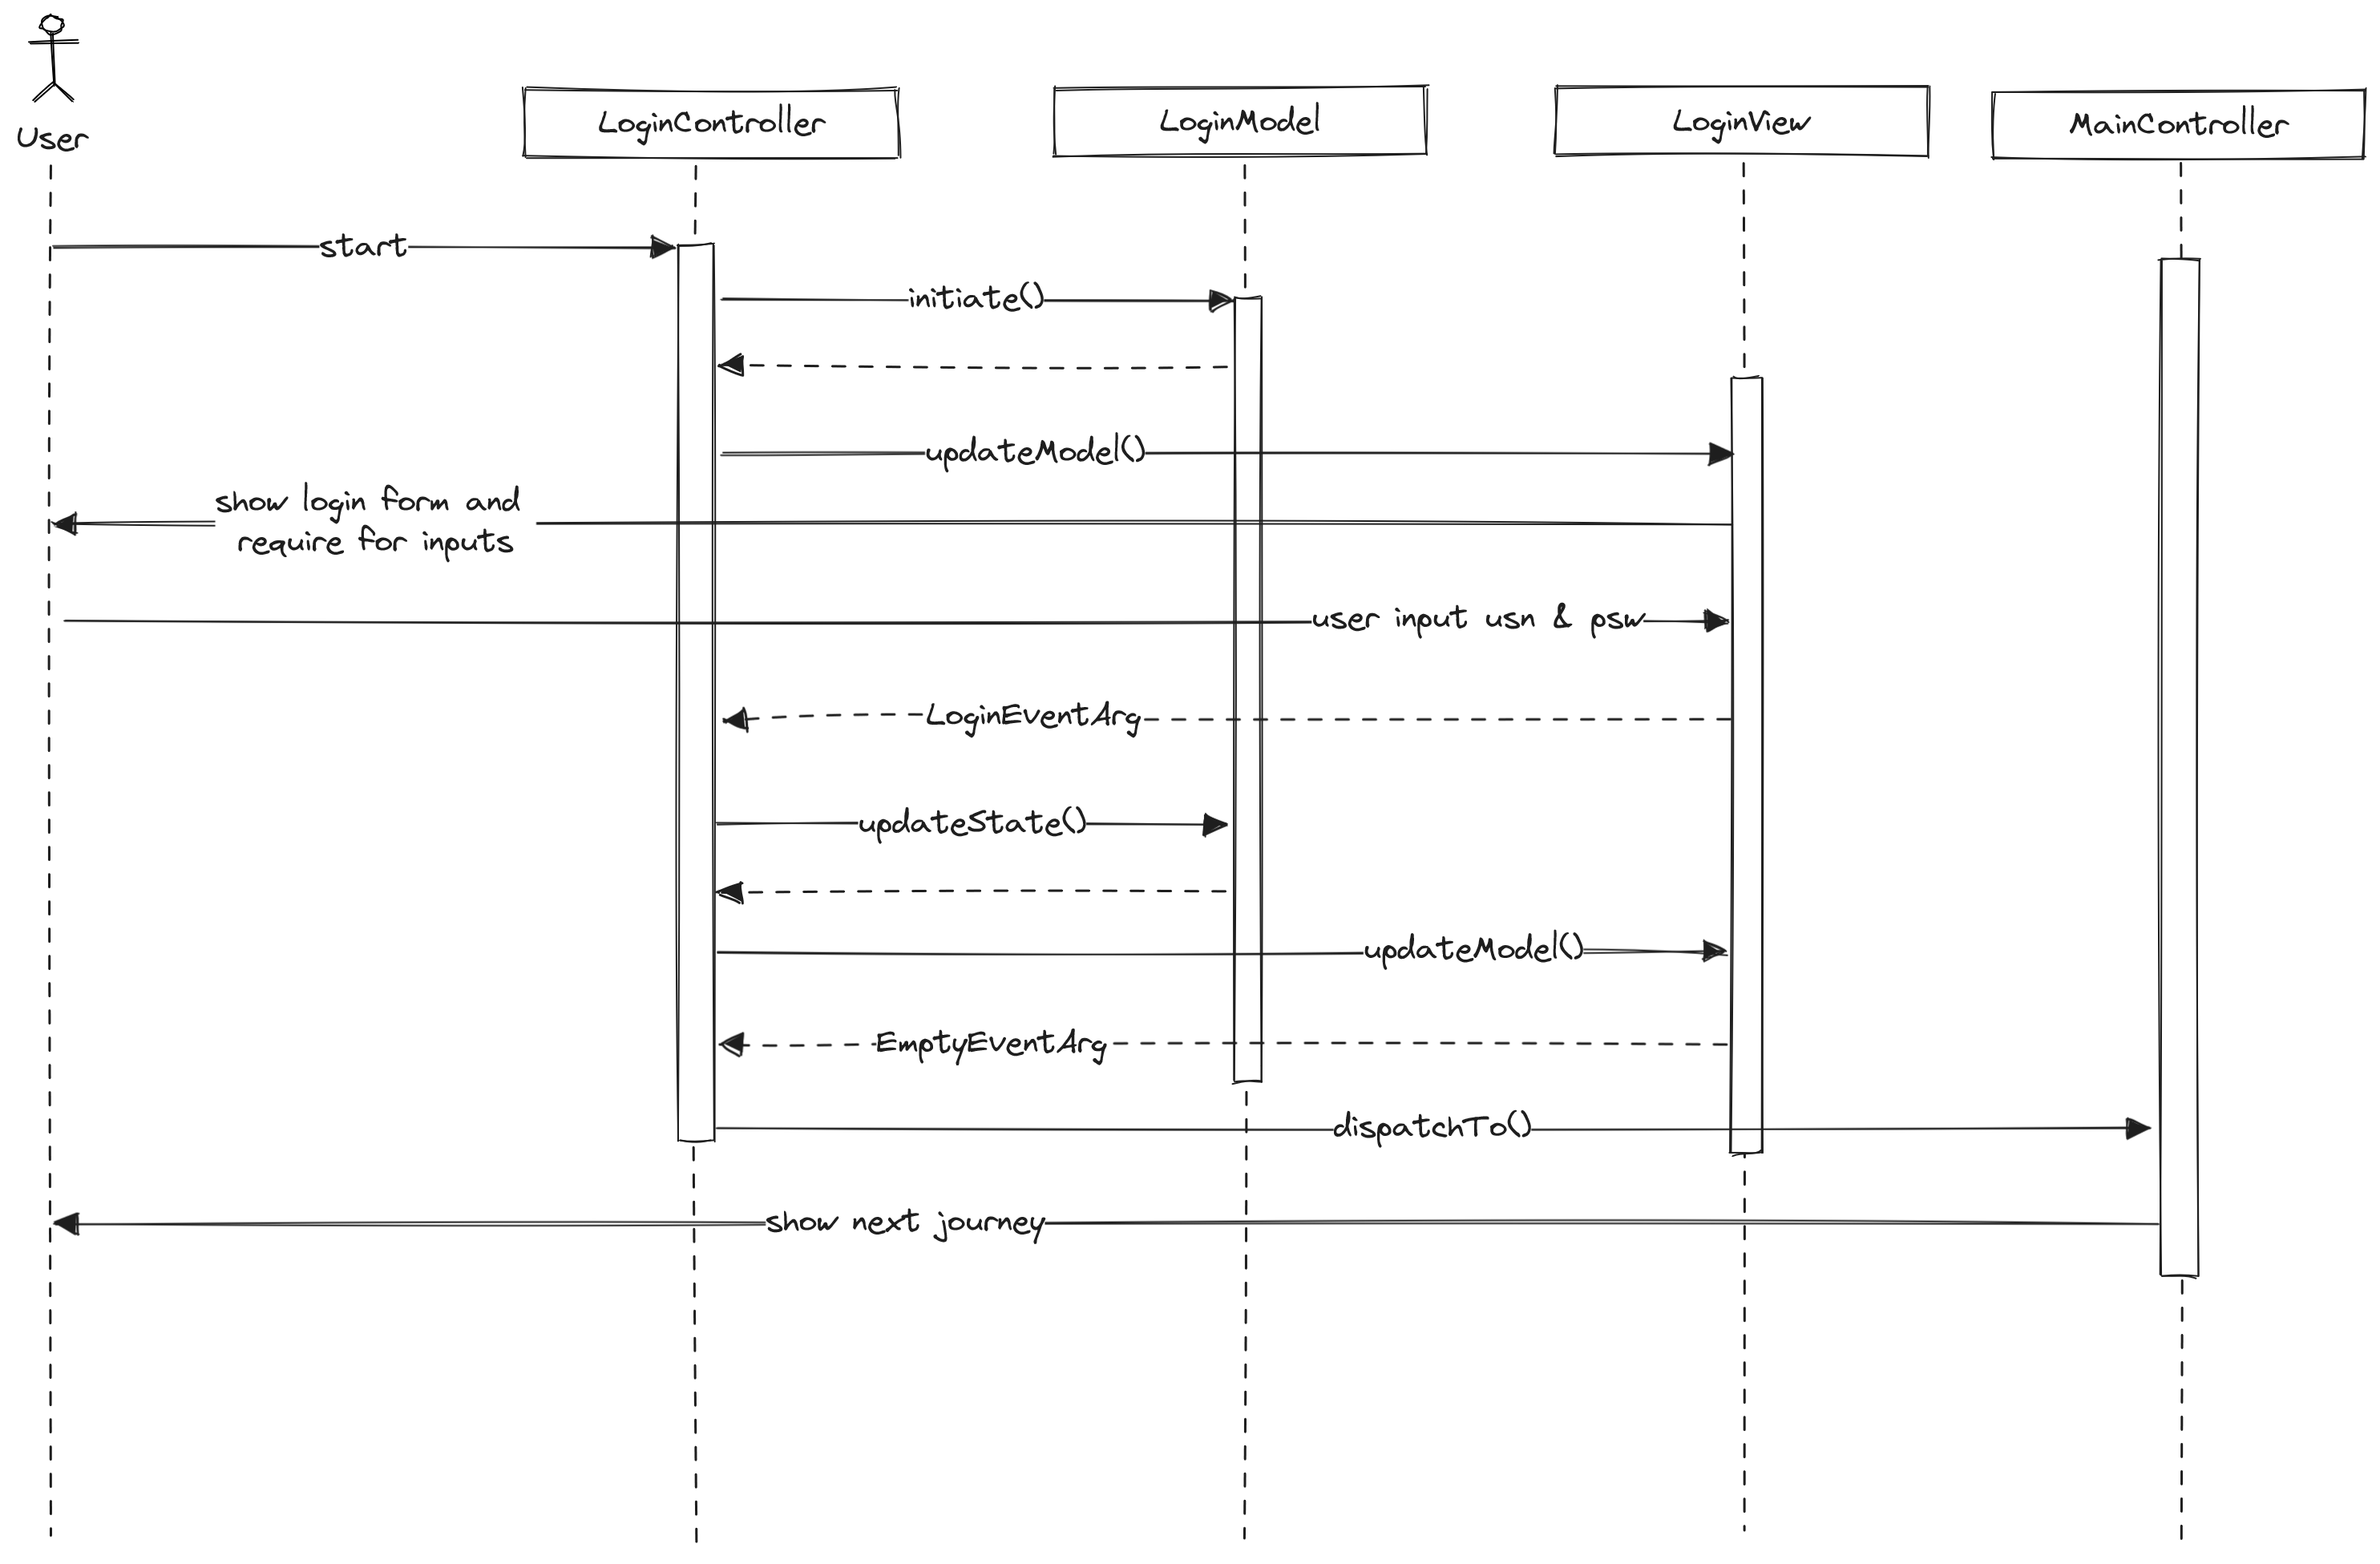 User
LoginController
LoginModel
LoginView
MainController
start
initiate()
updateModel()
show login form and
require for inputs
user input usn & psw
LoginEventArg
updateState()
updateModel()
EmptyEventArg
dispatchTo()
show next journey